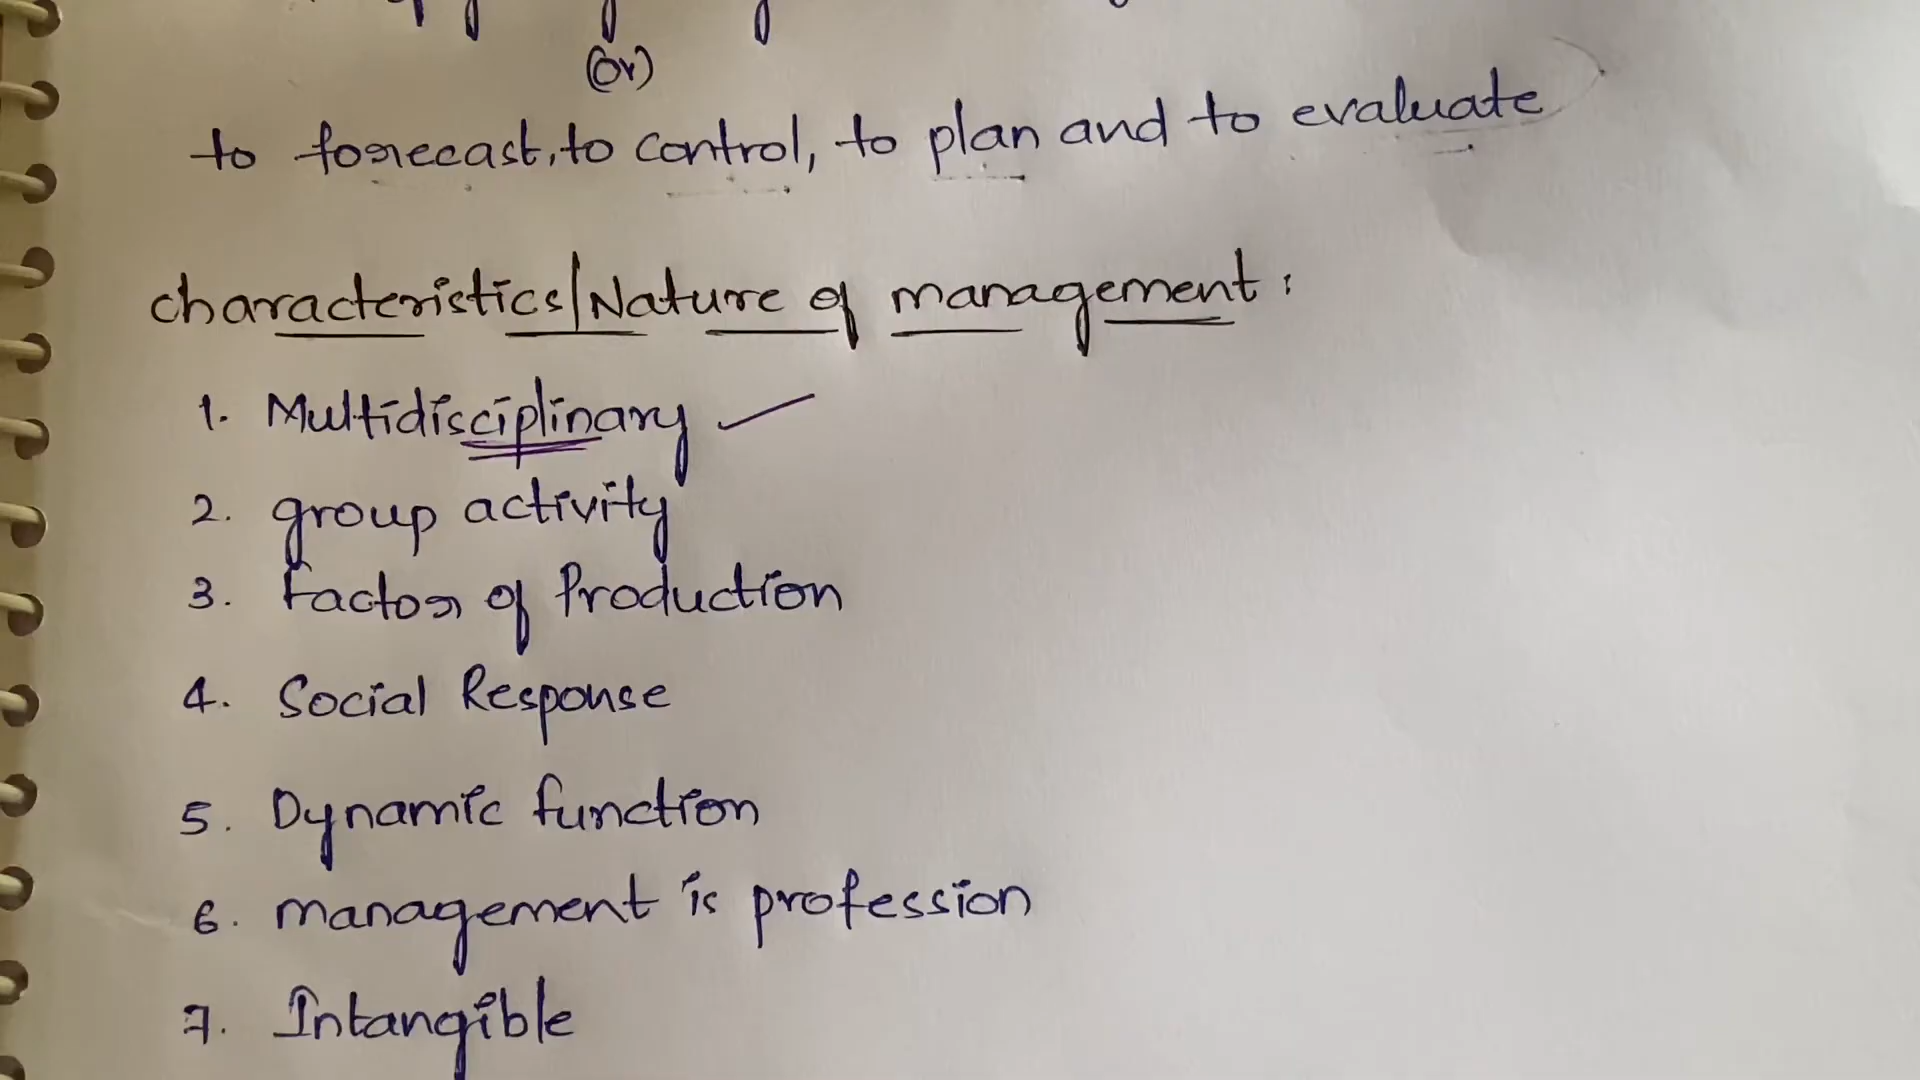 (or)
to forecast, to control, to plan and to evaluate
characteristics/Nature of management:
1. Multidisciplinary
2. group activity
3. Factor of Production
4. Social Response
5. Dynamic function
6. management is profession
7. Intangible